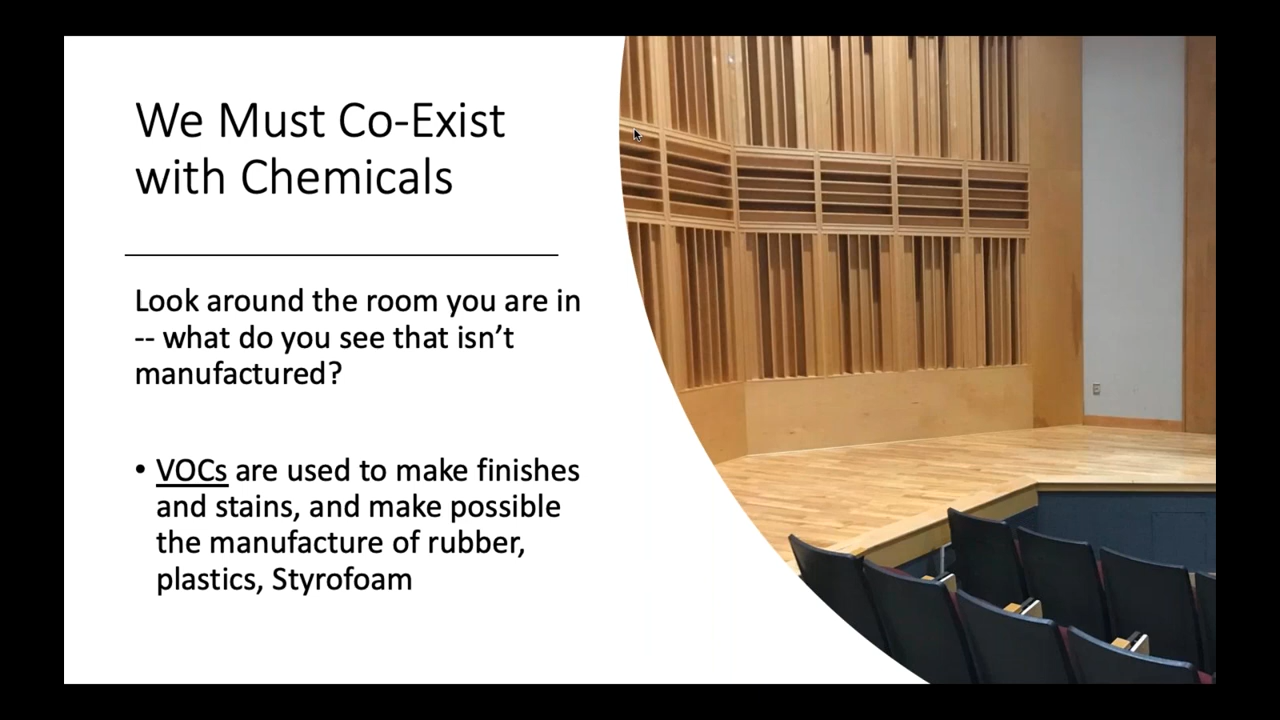 We Must Co-Exist
with Chemicals
Look around the room you are in
-- what do you see that isn’t
manufactured?
• VOCs are used to make finishes
and stains, and make possible
the manufacture of rubber,
plastics, Styrofoam